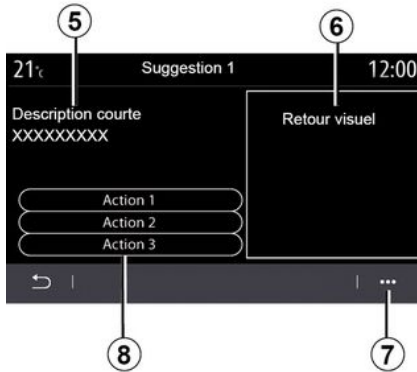 5 6
21°c Suggestion 1 12:00
Description courte Retour visuel
XXXXXXXXX
Action 1
Action 2
Action 3
8 7